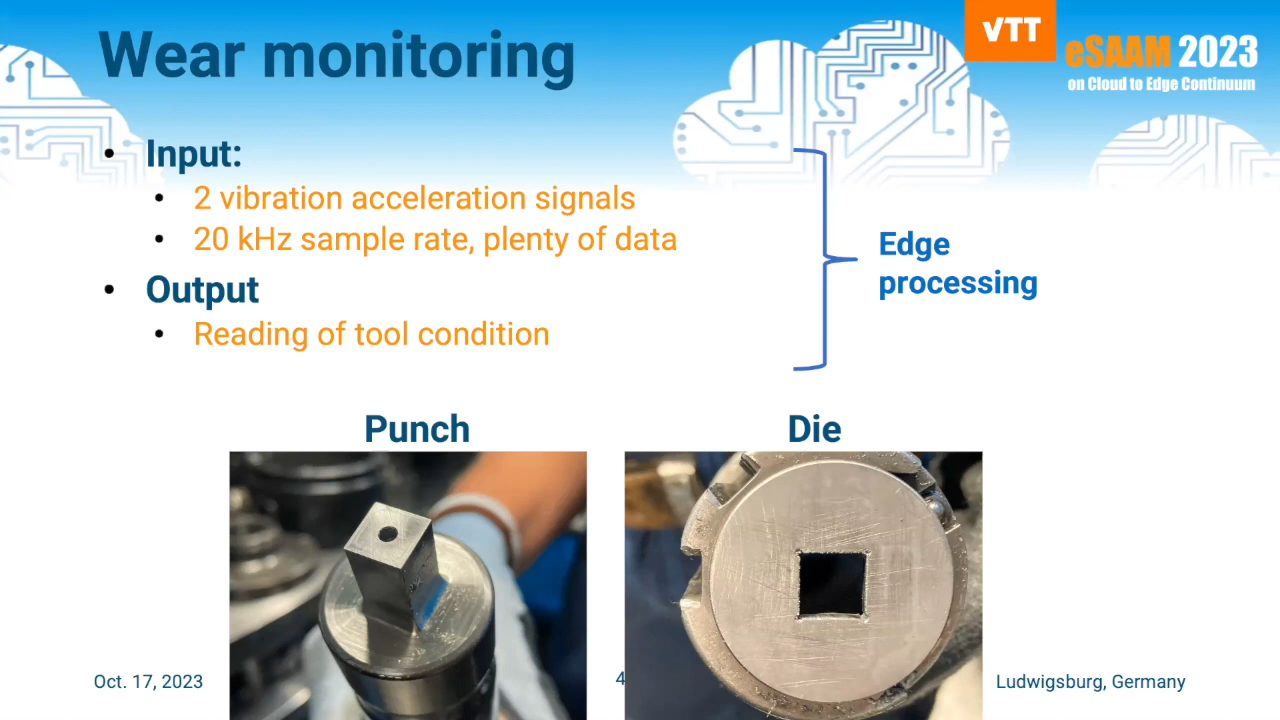 Wear monitoring
VTT
eSAAM 2023
on Cloud to Edge Continuum
• Input:
• 2 vibration acceleration signals
• 20 kHz sample rate, plenty of data
• Output
• Reading of tool condition
Edge
processing
Punch
Die
Oct. 17, 2023
4
Ludwigsburg, Germany